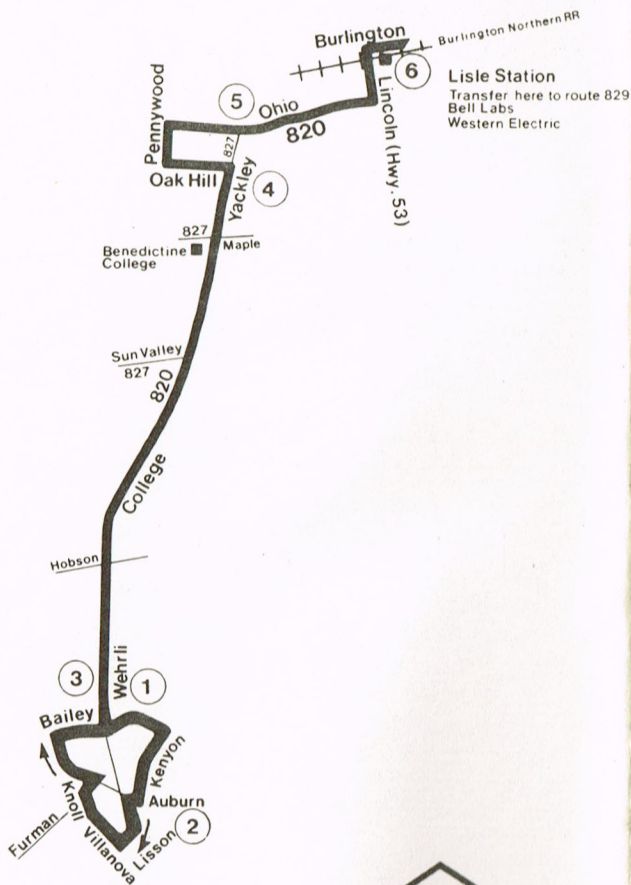 Burlington
Burlington Northern RR
6
Lisle Station
Transfer here to route 829
Bell Labs
Western Electric
Lincoln (Hwy. 53)
5
Ohio
820
Pennywood
827
Oak Hill
Yackley
4
827
Maple
Benedictine
College
Sun Valley
827
820
College
Hobson
3
Wehrli
1
Bailey
Kenyon
Auburn
Knoll
2
Furman
Villanova
Lisson